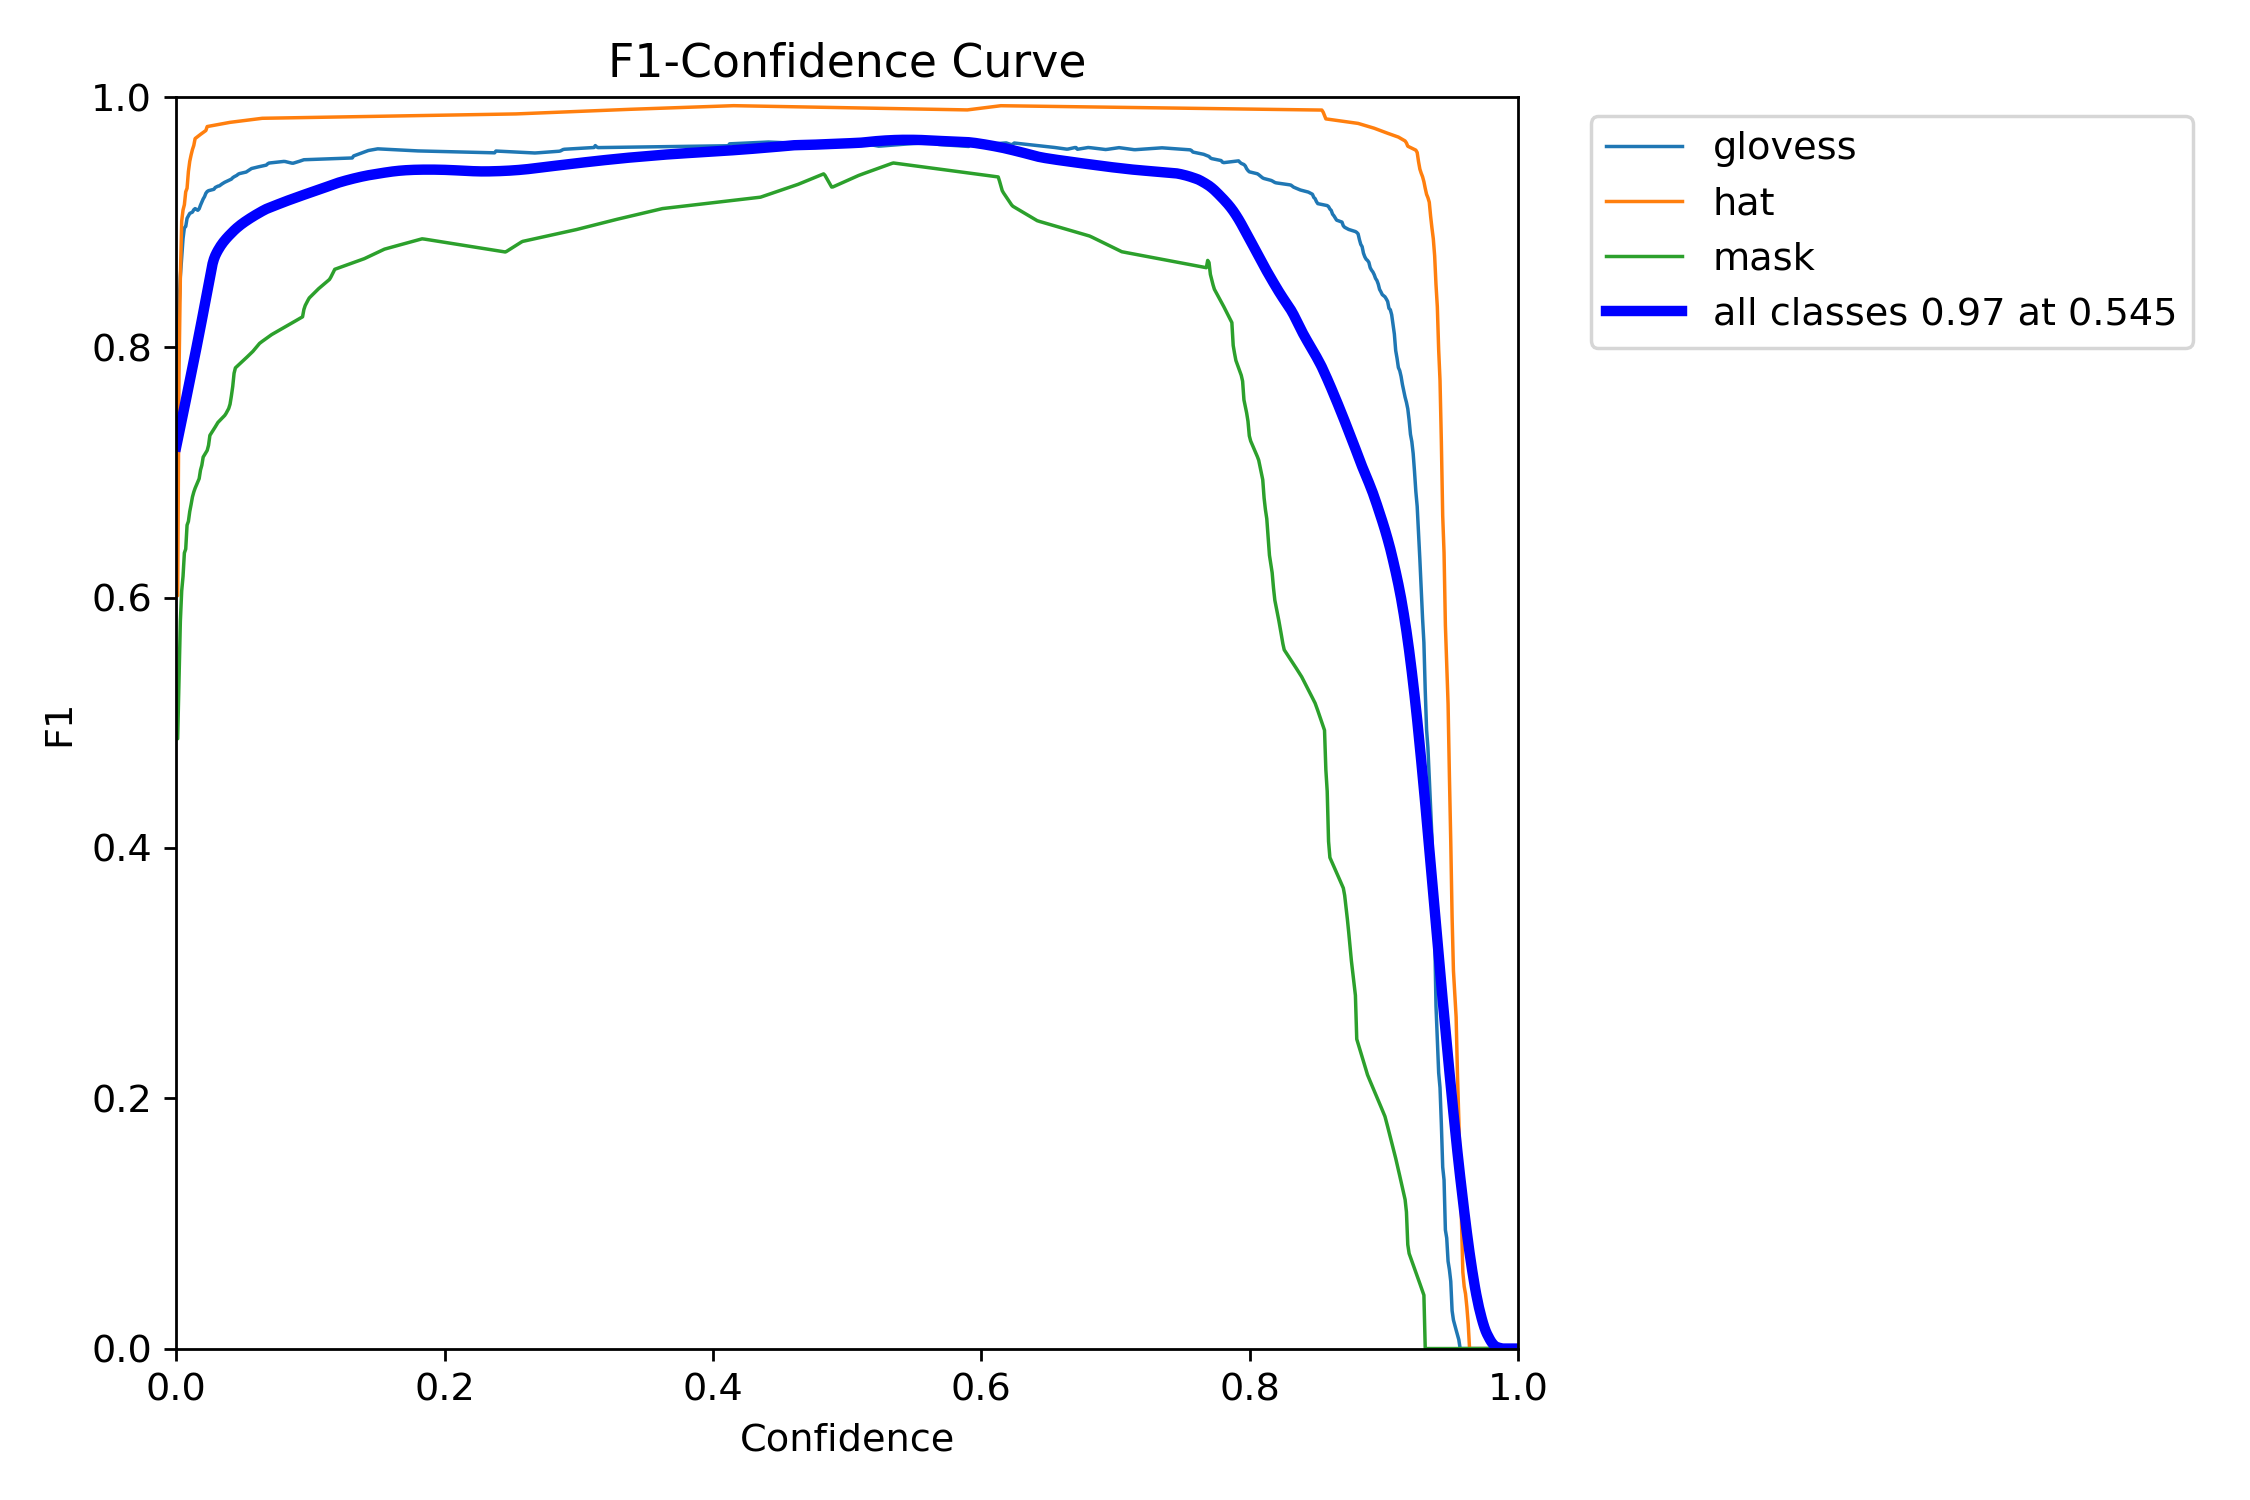 F1-Confidence Curve
1.0
0.8
0.6
0.4
0.2
0.0
F1
0.0 0.2 0.4 0.6 0.8 1.0
Confidence
glovess
hat
mask
all classes 0.97 at 0.545